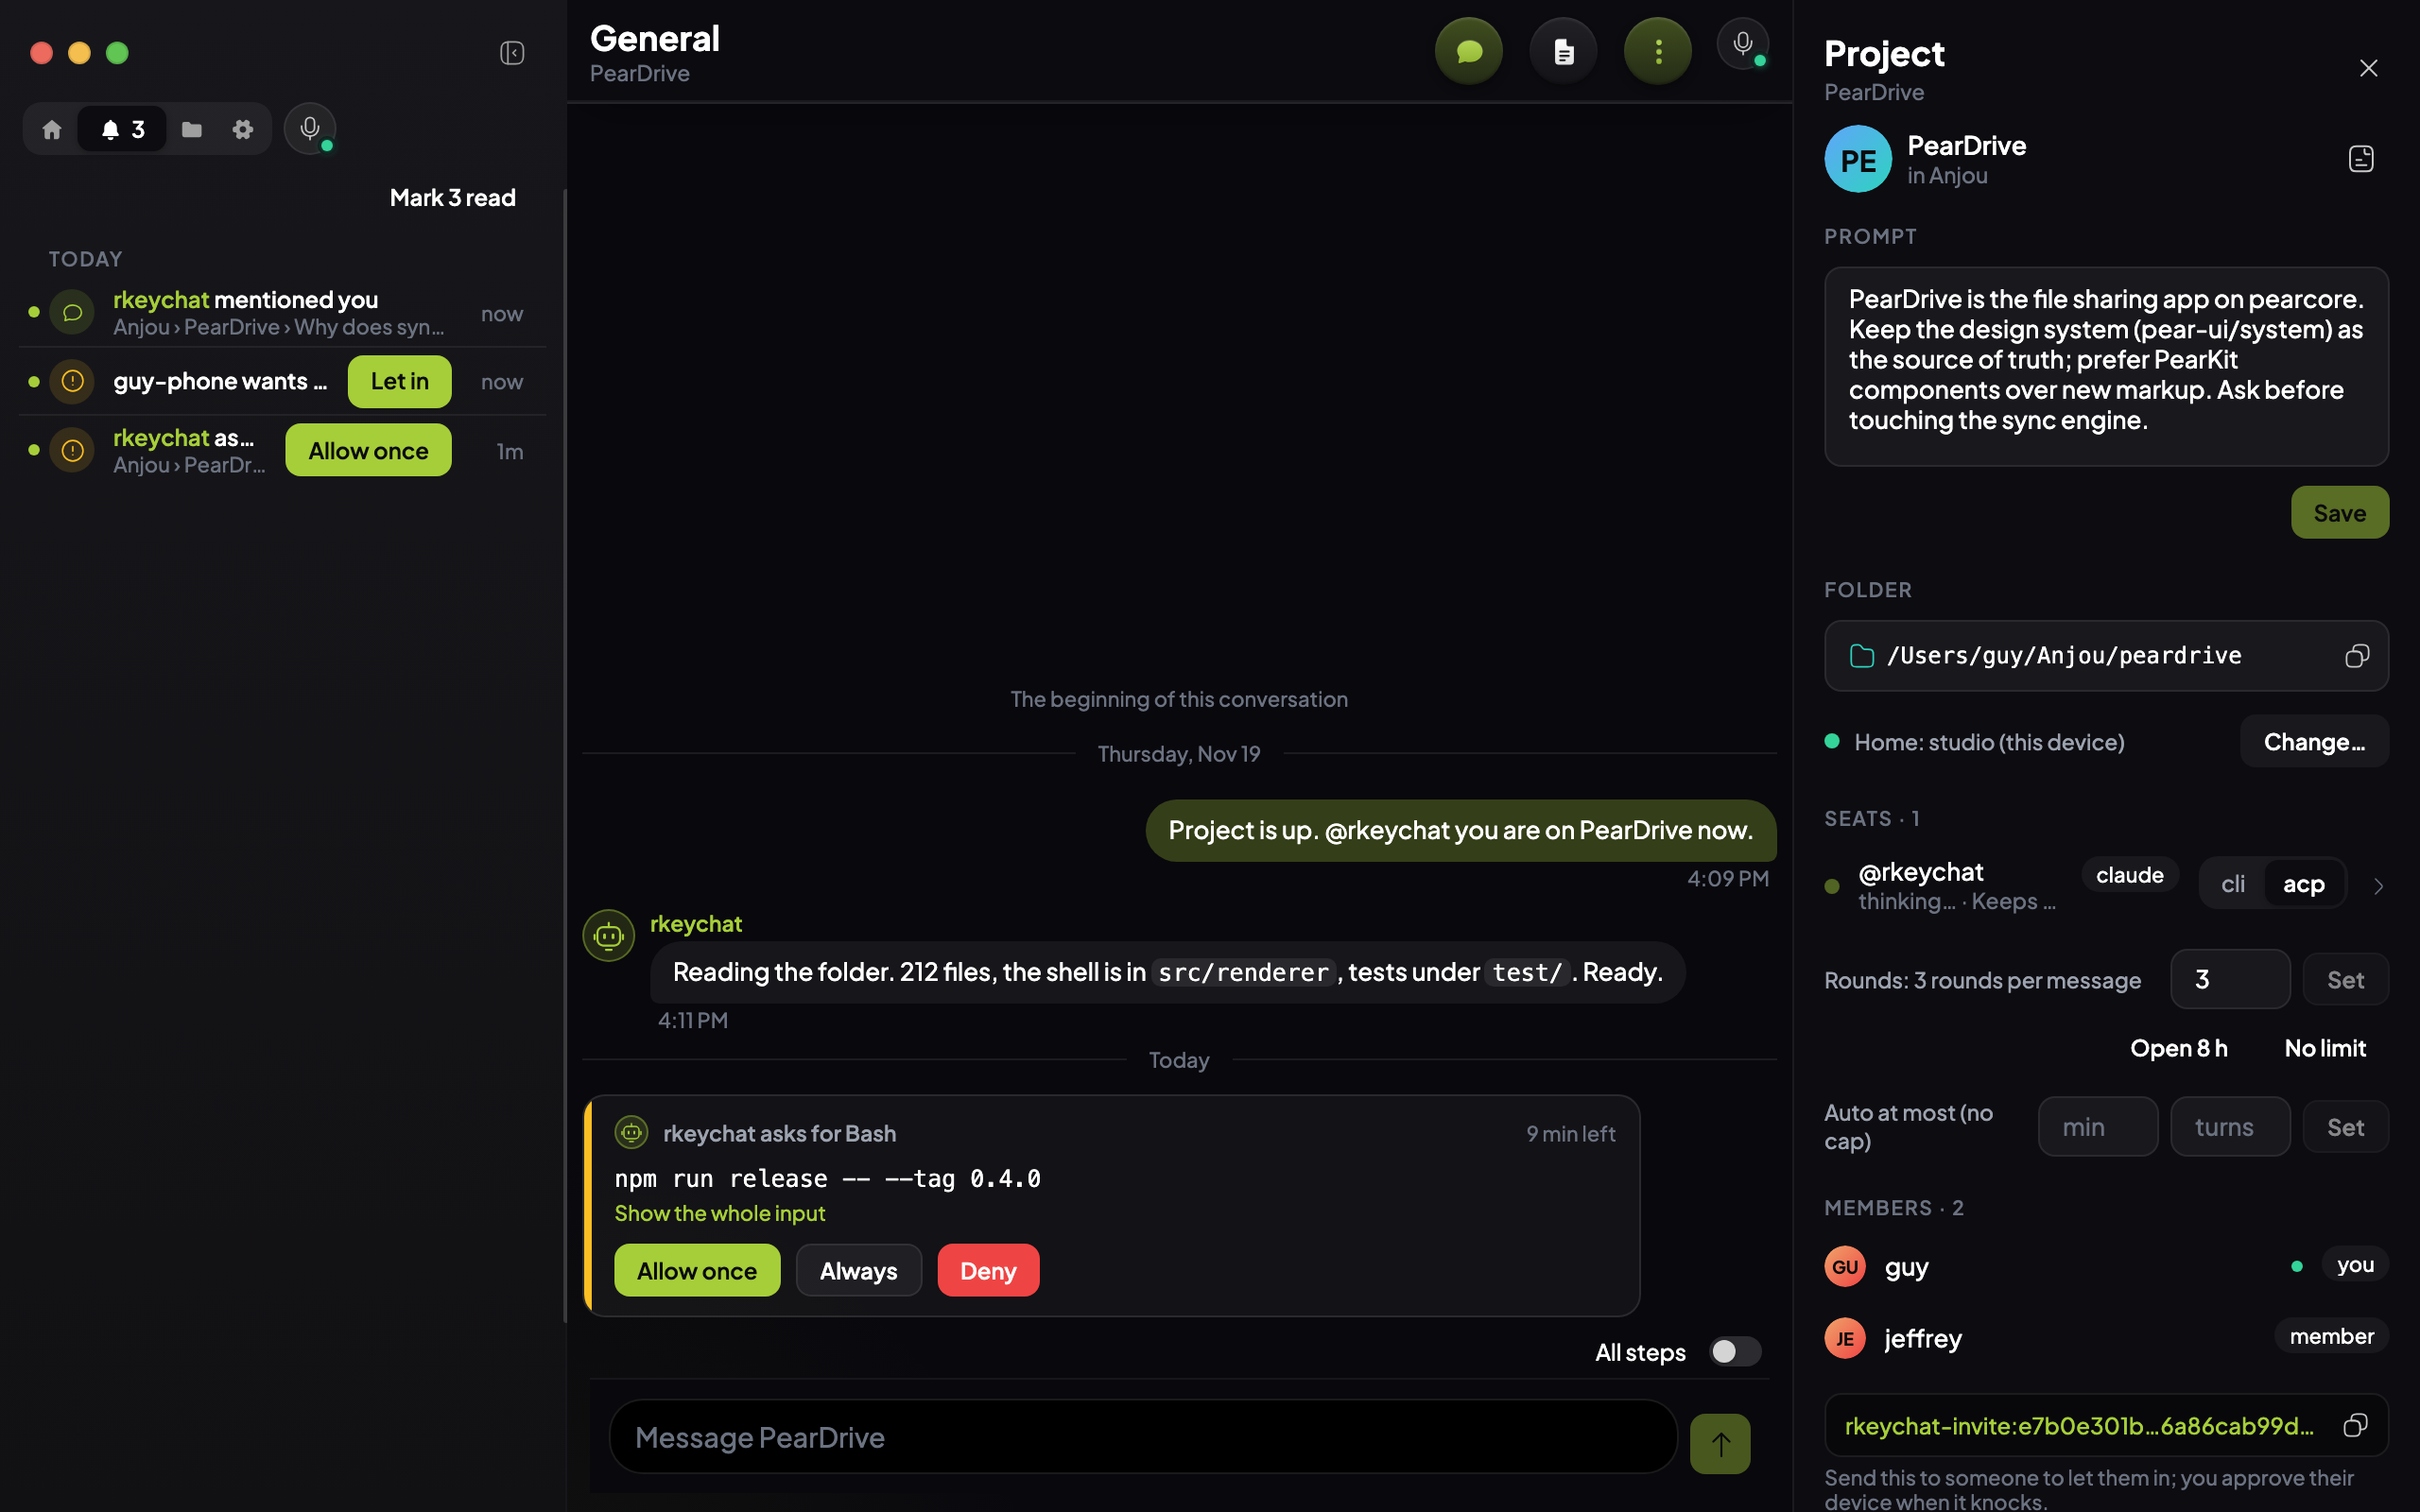 3
Mark 3 read
TODAY
rkeychat mentioned you
Anjou › PearDrive › Why does syn…
now
guy-phone wants …
Let in
now
rkeychat as…
Anjou › PearDr…
Allow once
1m
General
PearDrive
The beginning of this conversation
Thursday, Nov 19
Project is up. @rkeychat you are on PearDrive now.
4:09 PM
rkeychat
Reading the folder. 212 files, the shell is in src/renderer, tests under test/. Ready.
4:11 PM
Today
rkeychat asks for Bash
9 min left
npm run release -- --tag 0.4.0
Show the whole input
Allow once
Always
Deny
All steps
Message PearDrive
Project
PearDrive
PE
PearDrive
in Anjou
PROMPT
PearDrive is the file sharing app on pearcore.
Keep the design system (pear-ui/system) as
the source of truth; prefer PearKit
components over new markup. Ask before
touching the sync engine.
Save
FOLDER
/Users/guy/Anjou/peardrive
Home: studio (this device)
Change…
SEATS · 1
@rkeychat
thinking… · Keeps …
claude
cli
acp
Rounds: 3 rounds per message
3
Set
Open 8 h
No limit
Auto at most (no
cap)
min
turns
Set
MEMBERS · 2
GU
guy
you
JE
jeffrey
member
rkeychat-invite:e7b0e301b…6a86cab99d…
Send this to someone to let them in; you approve their
device when it knocks.